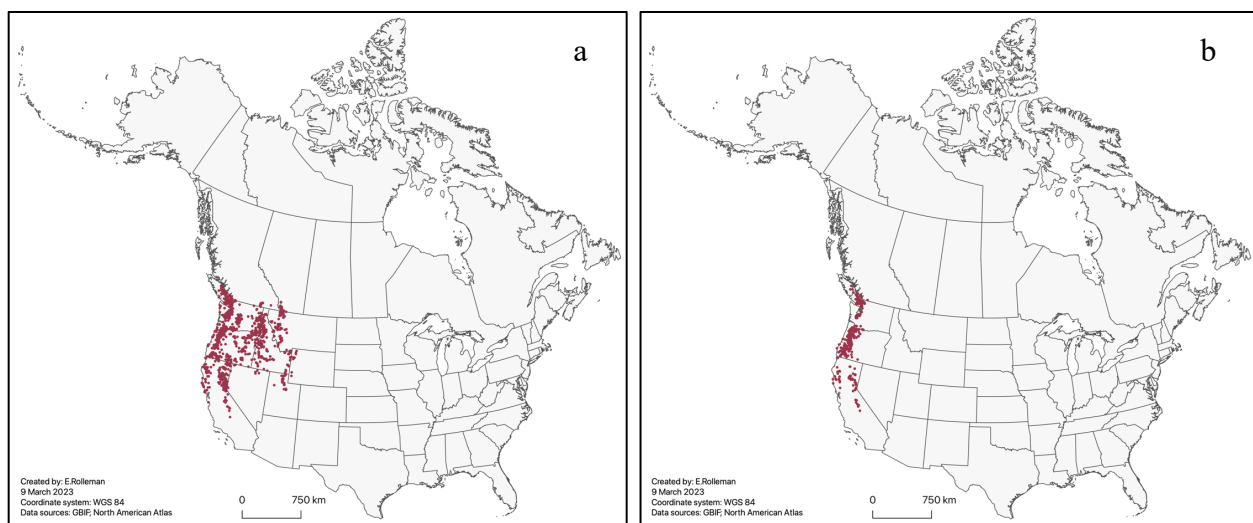 a
Created by: E.Rolleman
9 March 2023
Coordinate system: WGS 84
Data sources: GBIF; North American Atlas
0 750 km
b
Created by: E.Rolleman
9 March 2023
Coordinate system: WGS 84
Data sources: GBIF; North American Atlas
0 750 km